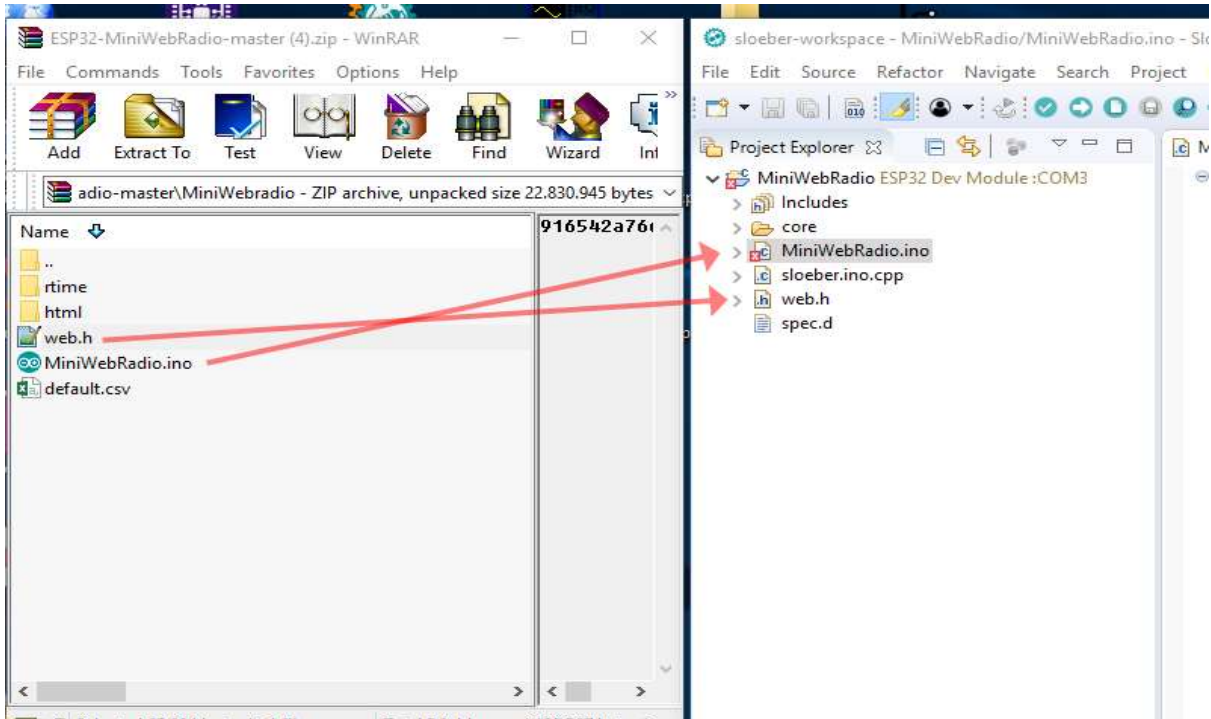 ESP32-MiniWebRadio-master (4).zip - WinRAR
File Commands Tools Favorites Options Help
Add Extract To Test View Delete Find Wizard
adio-master\MiniWebradio - ZIP archive, unpacked size 22.830.945 bytes
Name
916542a76
..
rtime
html
web.h
MiniWebRadio.ino
default.csv
sloeber-workspace - MiniWebRadio/MiniWebRadio.ino - Slo
File Edit Source Refactor Navigate Search Project
010
Project Explorer
MiniWebRadio ESP32 Dev Module :COM3
Includes
core
MiniWebRadio.ino
sloeber.ino.cpp
web.h
spec.d